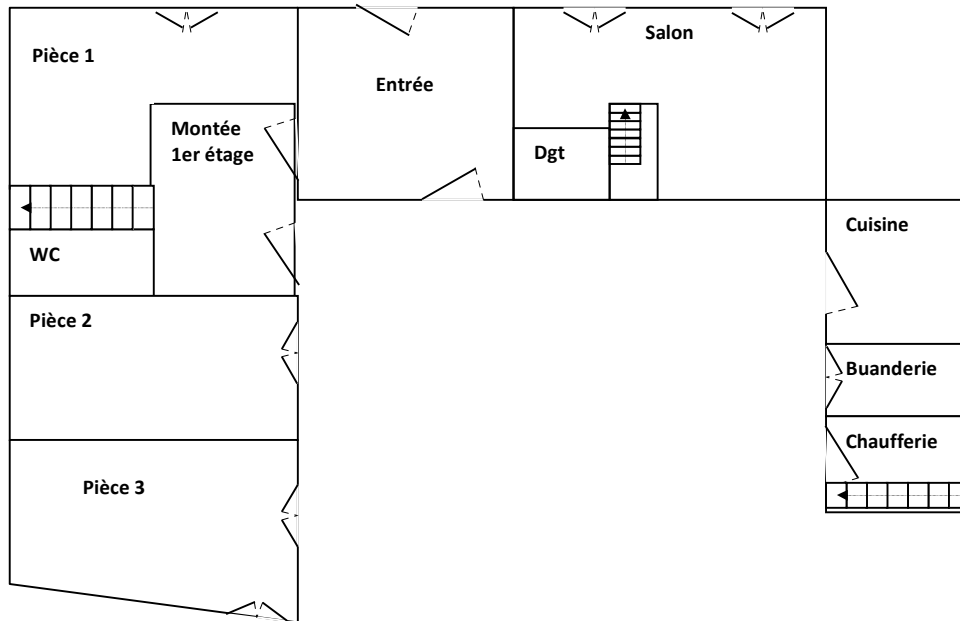 Pièce 1
Entrée
Salon
Montée
1er étage
Dgt
WC
Cuisine
Pièce 2
Buanderie
Chaufferie
Pièce 3